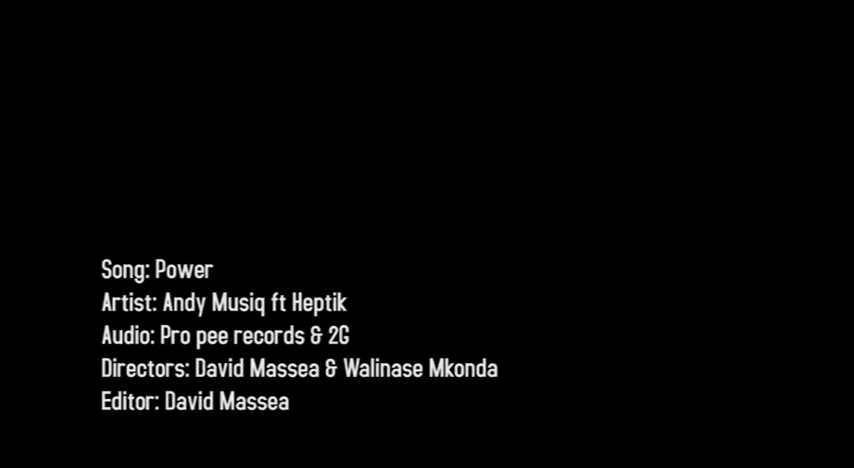 Song: Power
Artist: Andy Musiq ft Heptik
Audio: Pro pee records & 2G
Directors: David Massea & Walinase Mkonda
Editor: David Massea